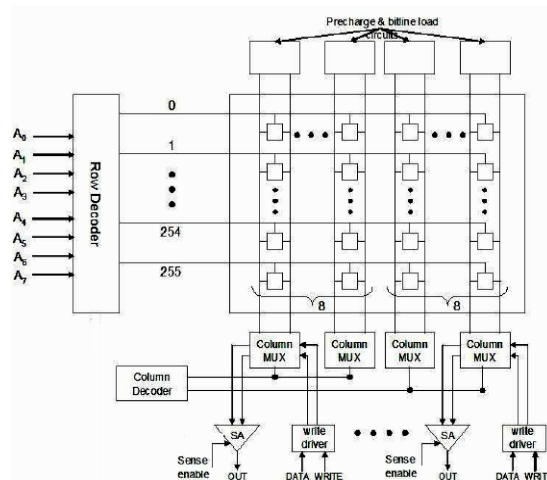 Precharge & bitline load
circuits
0
1
254
255
A0
A1
A2
A3
A4
A5
A6
A7
Row Decoder
8
8
Column
MUX
Column
MUX
Column
MUX
Column
MUX
Column
Decoder
SA
write
driver
SA
write
driver
Sense
enable
OUT
DATA WRITE
Sense
enable
OUT
DATA WRIT